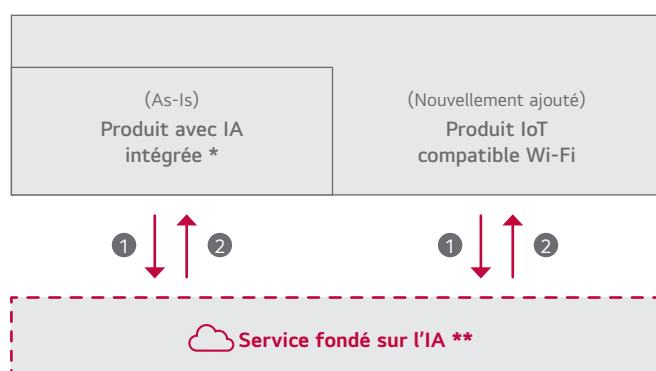 (As-Is)
Produit avec IA
intégrée *
(Nouvellement ajouté)
Produit IoT
compatible Wi-Fi
1 2
1 2
Service fondé sur l’IA **